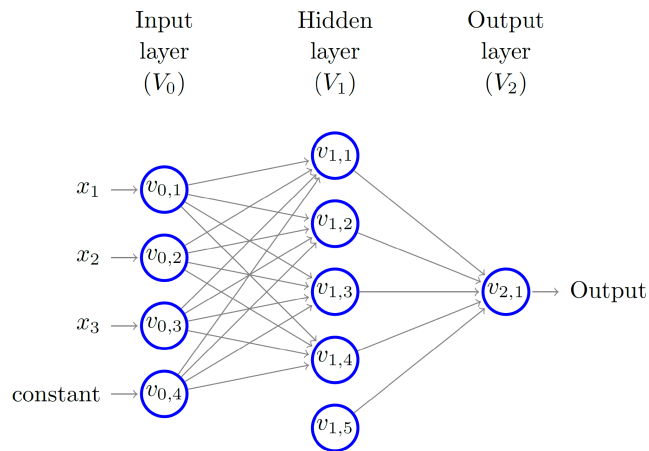 Input
layer
(V₀)
Hidden
layer
(V₁)
Output
layer
(V₂)
x₁
x₂
x₃
constant
v₀,₁
v₀,₂
v₀,₃
v₀,₄
v₁,₁
v₁,₂
v₁,₃
v₁,₄
v₁,₅
v₂,₁
Output